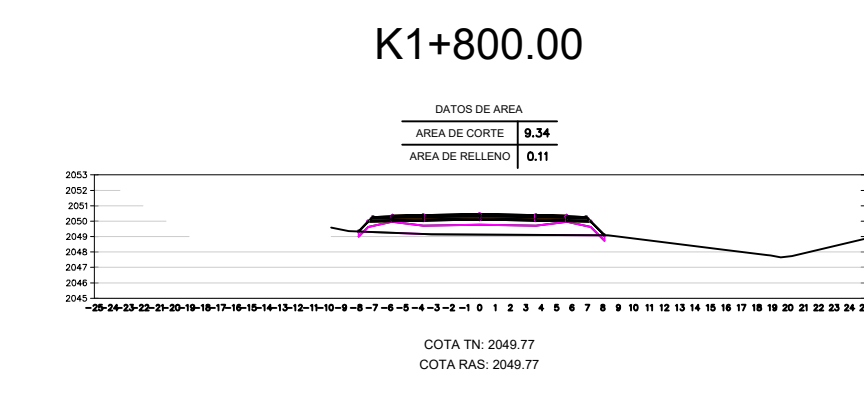 K1+800.00
DATOS DE AREA
AREA DE CORTE 9.34
AREA DE RELLENO 0.11
2053
2052
2051
2050
2049
2048
2047
2046
2045
-25-24-23-22-21-20-19-18-17-16-15-14-13-12-11-10-9 -8 -7 -6 -5 -4 -3 -2 -1 0 1 2 3 4 5 6 7 8 9 10 11 12 13 14 15 16 17 18 19 20 21 22 23 24
COTA TN: 2049.77
COTA RAS: 2049.77